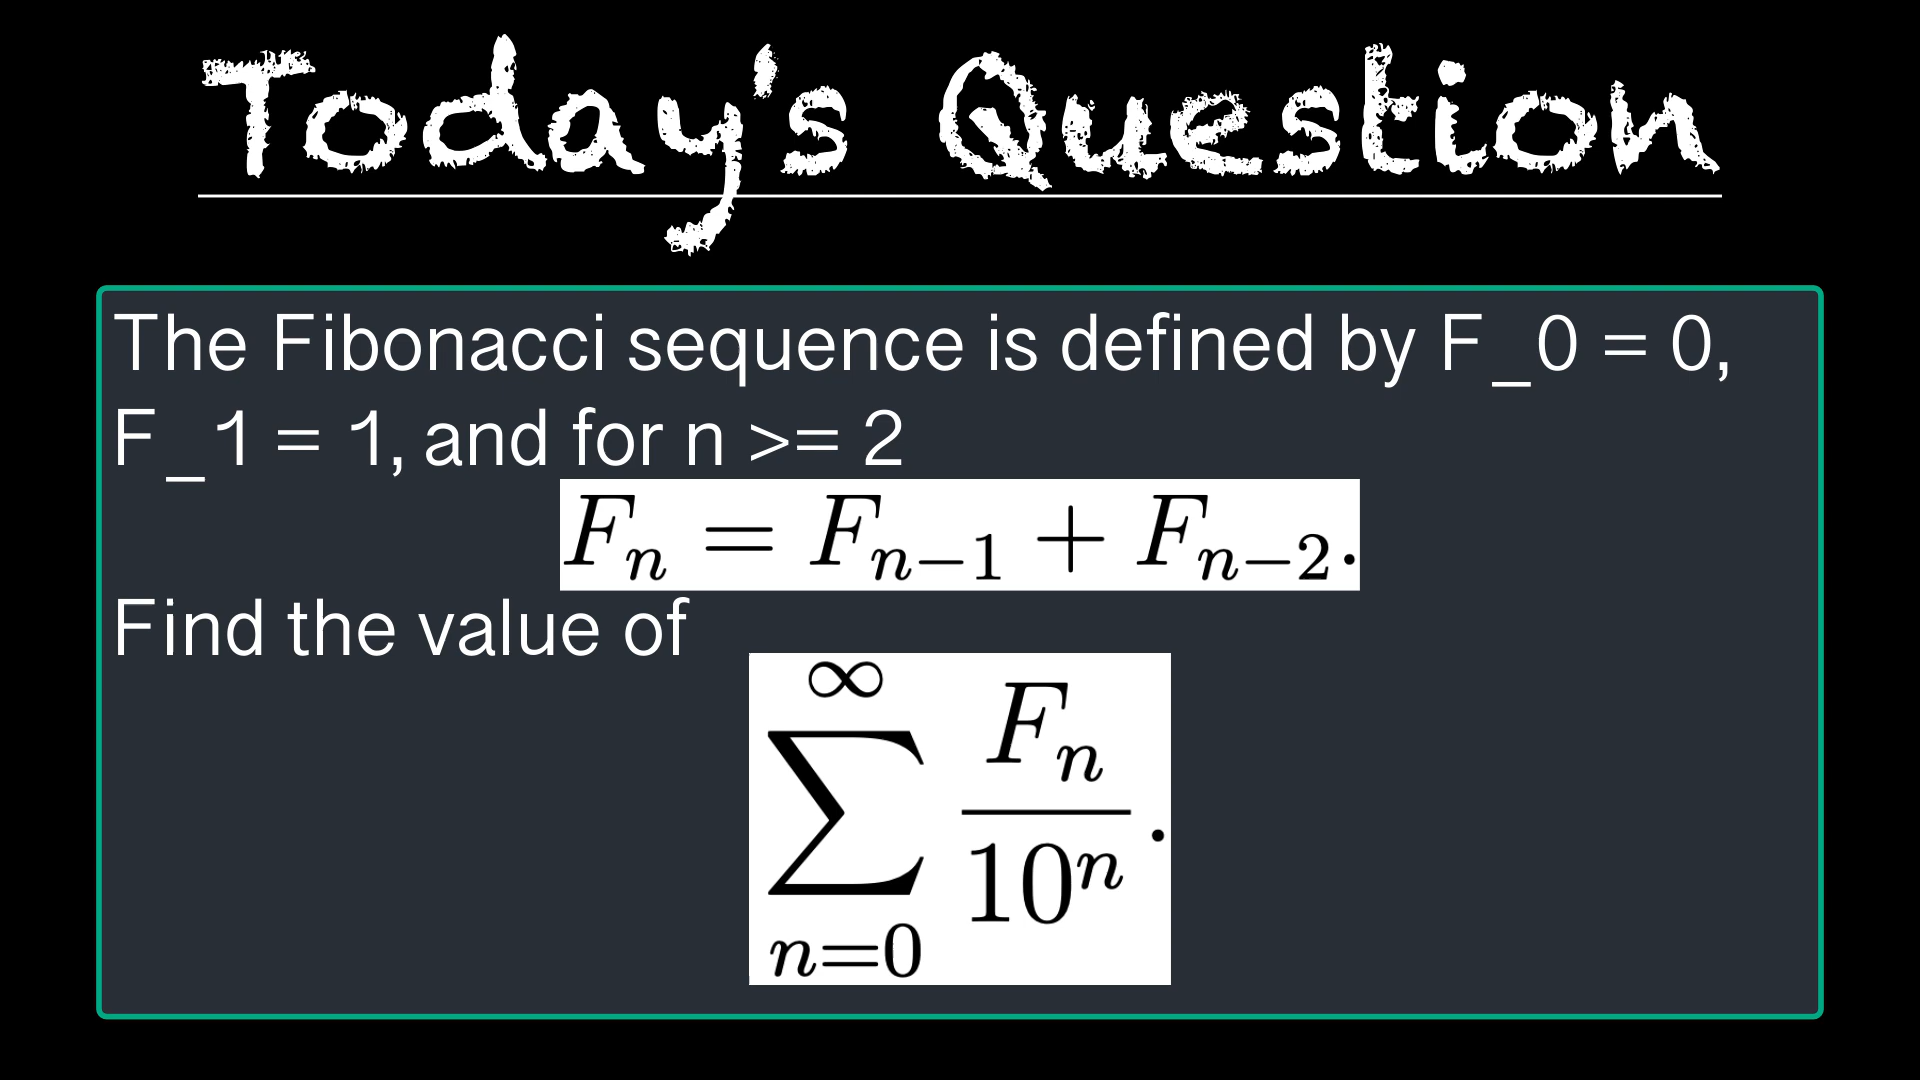 Today's Question
The Fibonacci sequence is defined by F_0 = 0,
F_1 = 1, and for n >= 2
$F_n = F_{n-1} + F_{n-2}.$
Find the value of
$\sum_{n=0}^{\infty} \frac{F_n}{10^n}.$